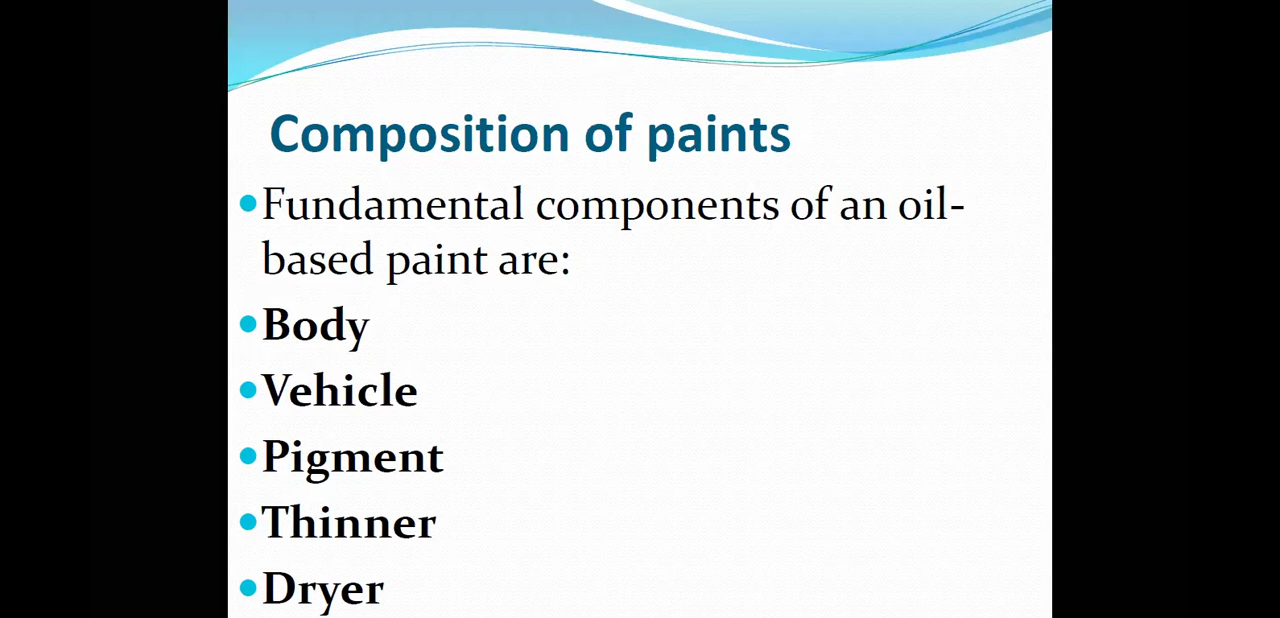 Composition of paints
•Fundamental components of an oil-
based paint are:
•Body
•Vehicle
•Pigment
•Thinner
•Dryer